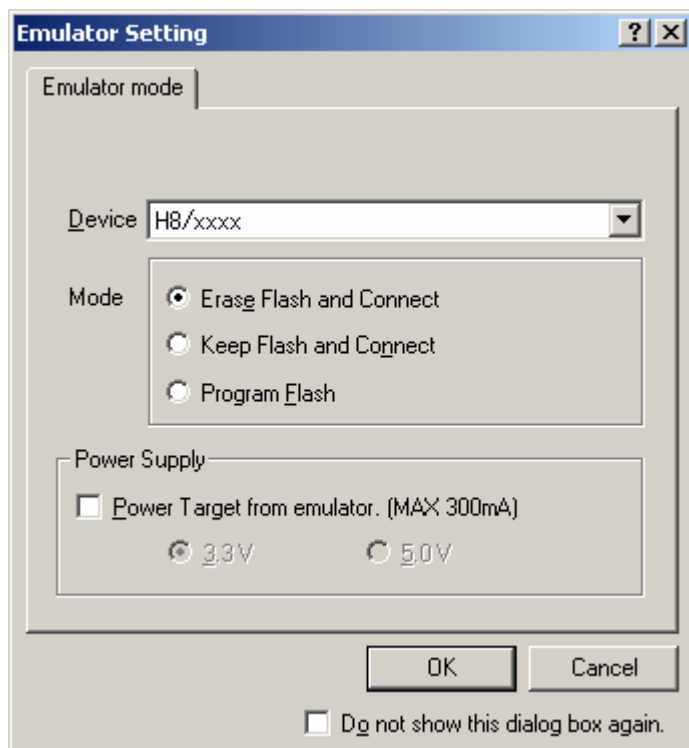 Emulator Setting
Emulator mode
Device H8/xxxx
Mode
Erase Flash and Connect
Keep Flash and Connect
Program Flash
Power Supply
Power Target from emulator. (MAX 300mA)
3.3V 5.0V
OK Cancel
Do not show this dialog box again.